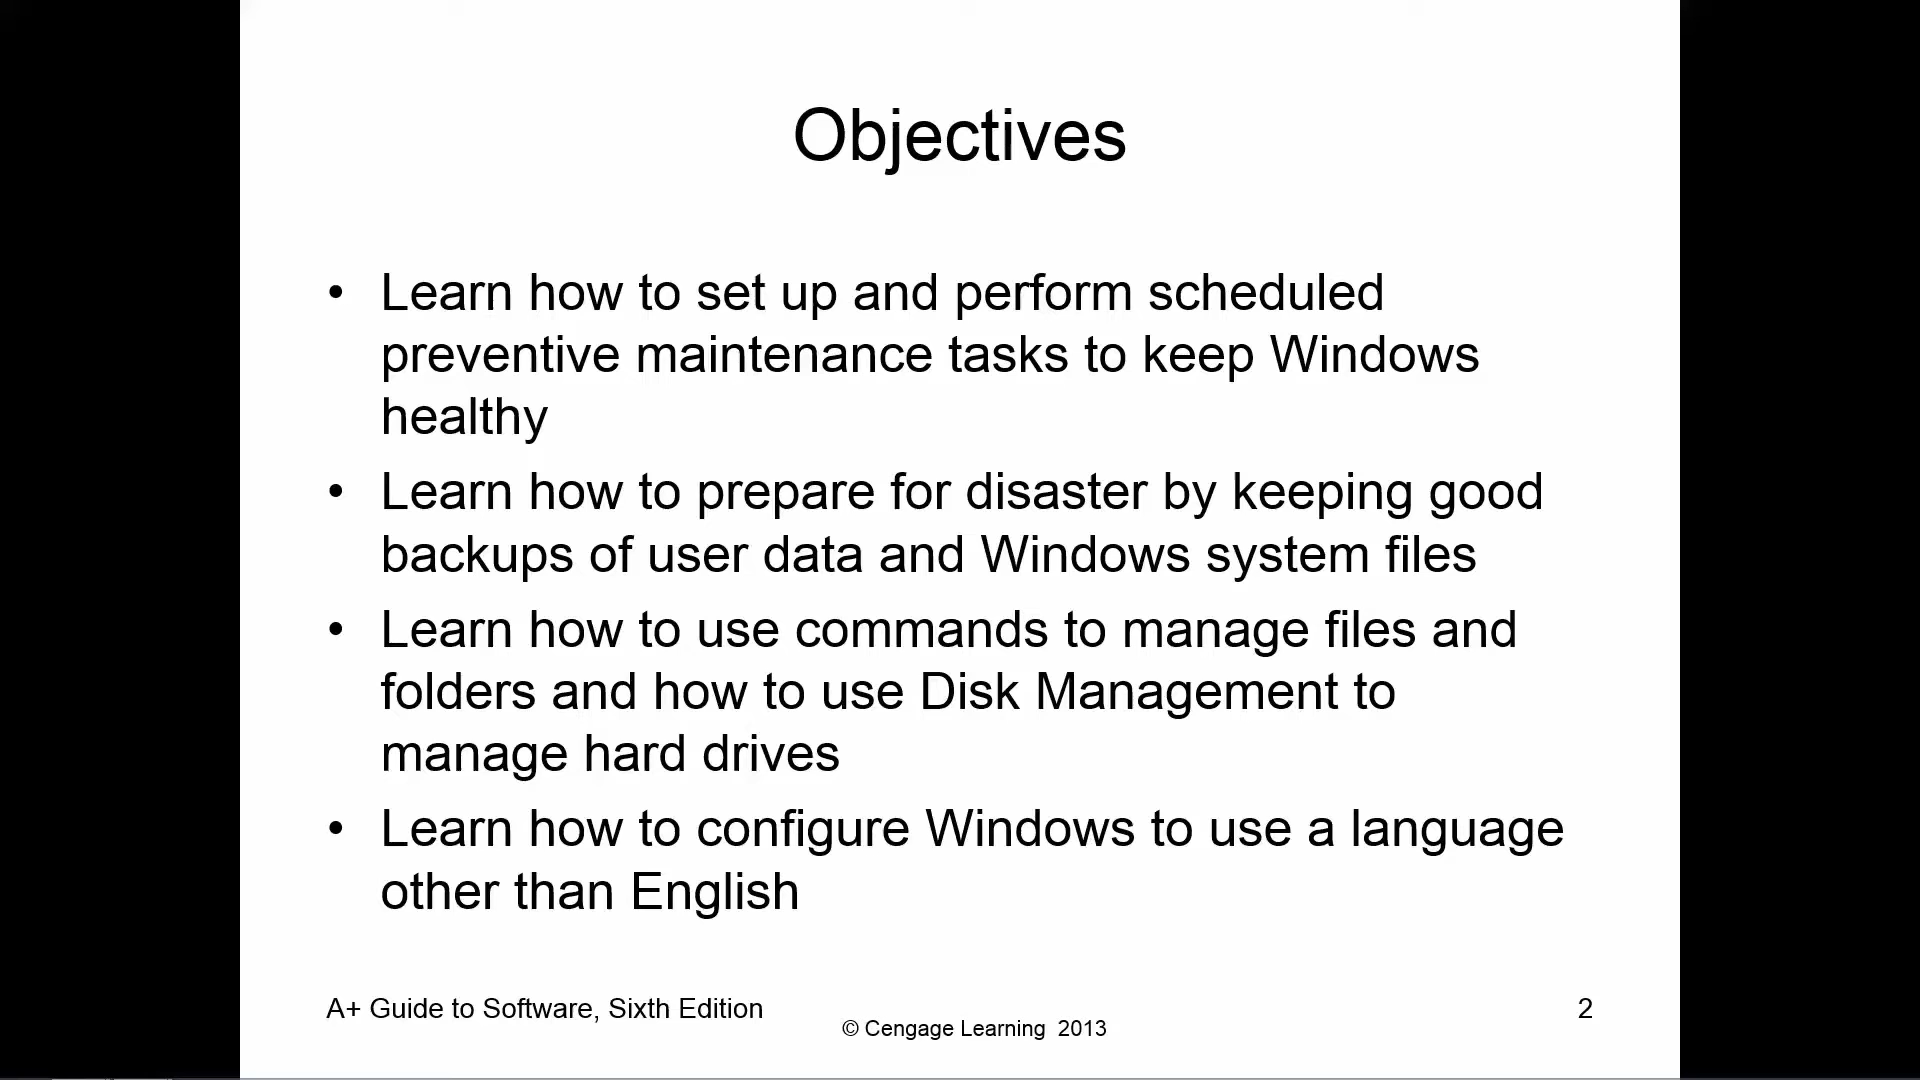 Objectives
• Learn how to set up and perform scheduled
preventive maintenance tasks to keep Windows
healthy
• Learn how to prepare for disaster by keeping good
backups of user data and Windows system files
• Learn how to use commands to manage files and
folders and how to use Disk Management to
manage hard drives
• Learn how to configure Windows to use a language
other than English
A+ Guide to Software, Sixth Edition
© Cengage Learning 2013
2